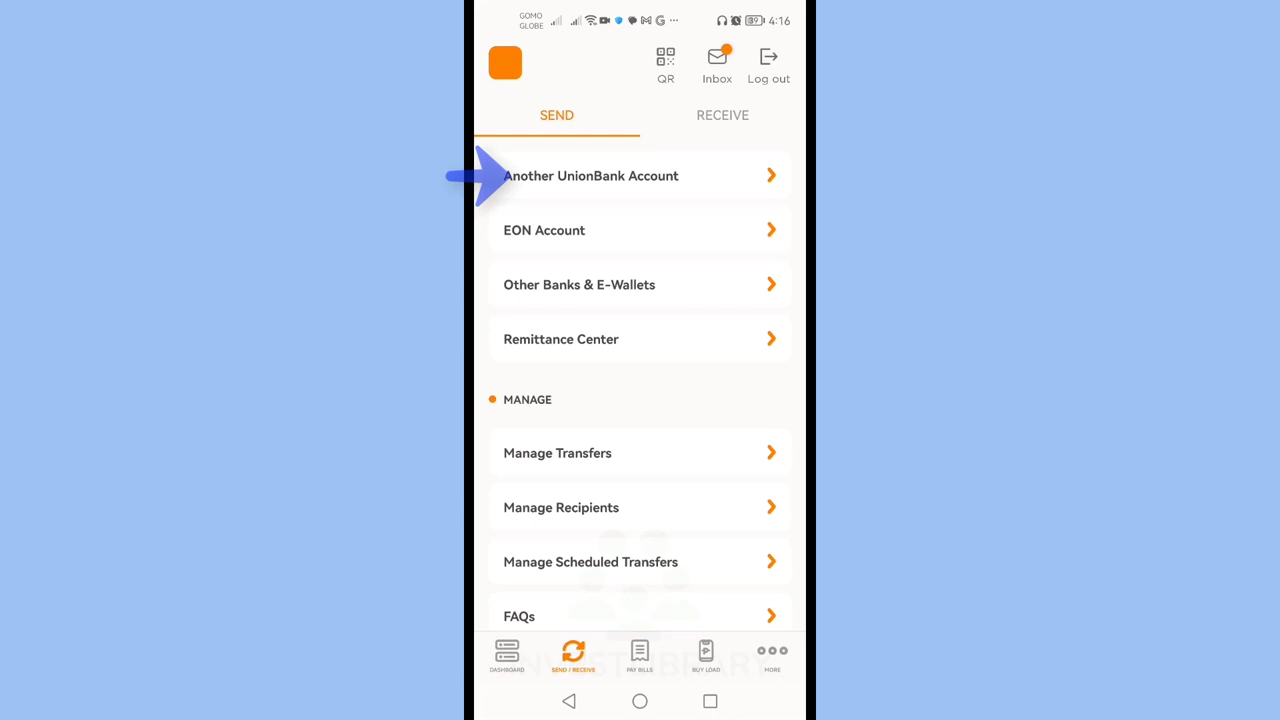 GOMO
GLOBE
89
4:16
QR
Inbox
Log out
SEND
RECEIVE
Another UnionBank Account
EON Account
Other Banks & E-Wallets
Remittance Center
MANAGE
Manage Transfers
Manage Recipients
Manage Scheduled Transfers
FAQs
DASHBOARD
SEND / RECEIVE
PAY BILLS
BUY LOAD
MORE